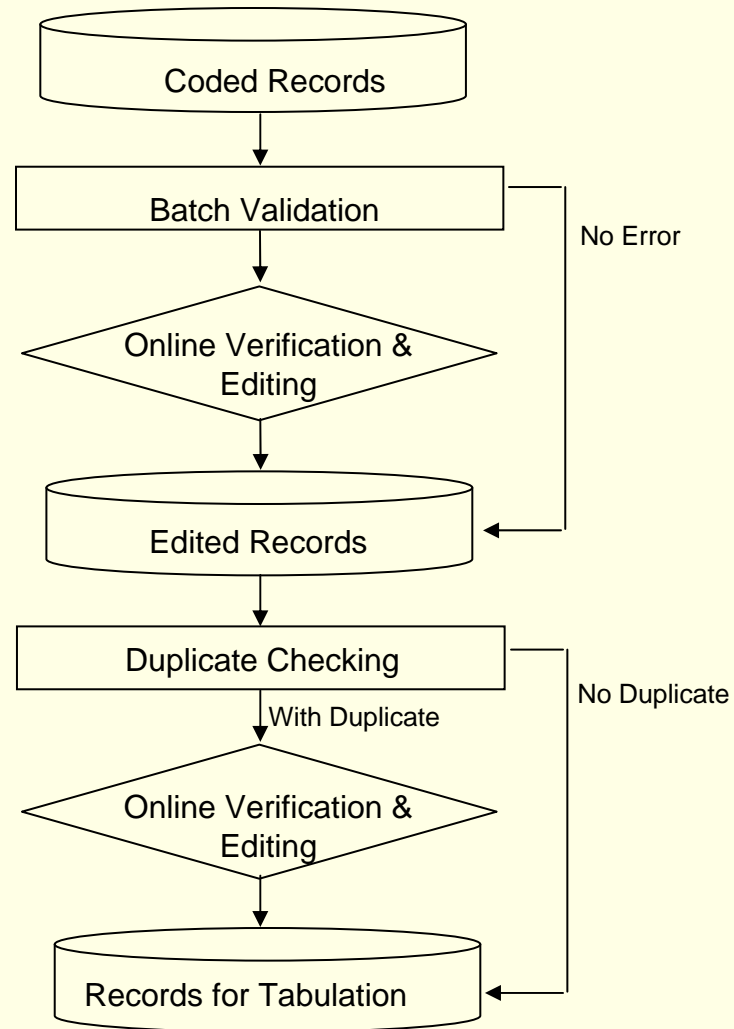 Coded Records
Batch Validation
No Error
Online Verification &
Editing
Edited Records
Duplicate Checking
No Duplicate
With Duplicate
Online Verification &
Editing
Records for Tabulation